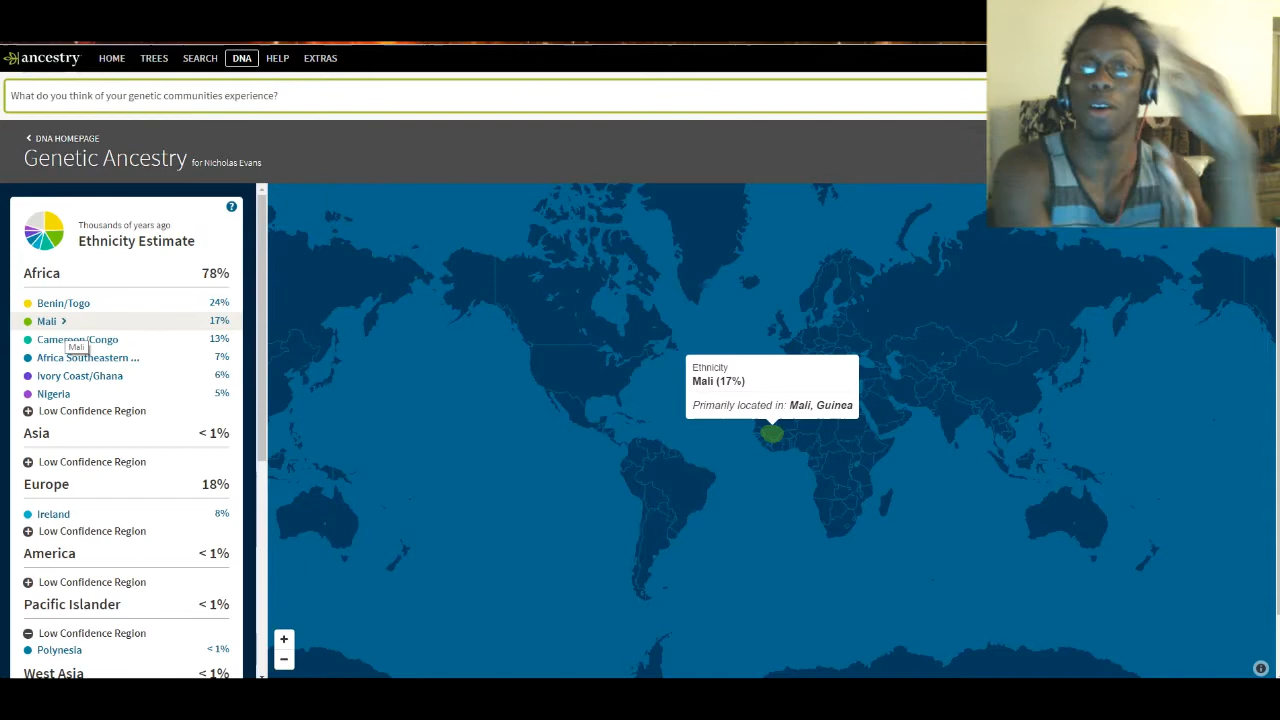 ancestry HOME TREES SEARCH DNA HELP EXTRAS
What do you think of your genetic communities experience?
DNA HOMEPAGE
Genetic Ancestry for Nicholas Evans
?
Thousands of years ago
Ethnicity Estimate
Africa 78%
Benin/Togo 24%
Mali 17%
Cameroon/Congo 13%
Mali
Africa Southeastern ... 7%
Ivory Coast/Ghana 6%
Nigeria 5%
Low Confidence Region
Asia < 1%
Low Confidence Region
Europe 18%
Ireland 8%
Low Confidence Region
America < 1%
Low Confidence Region
Pacific Islander < 1%
Low Confidence Region
Polynesia < 1%
West Asia < 1%
Ethnicity
Mali (17%)
Primarily located in: Mali, Guinea
+
−
i